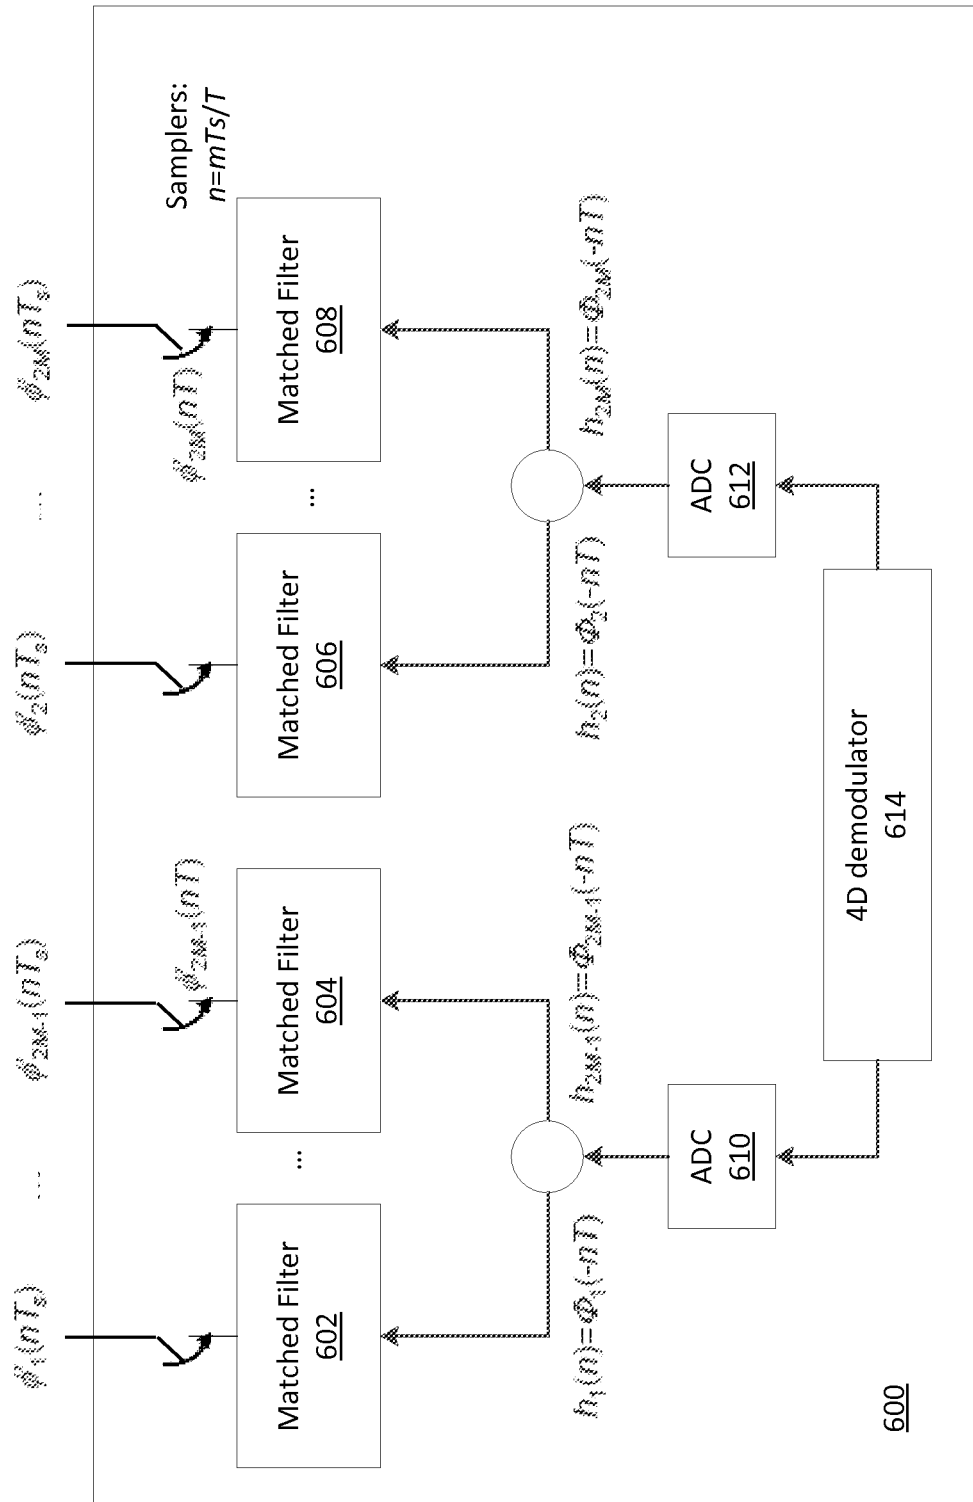 Samplers:
n=mTs/T
ϕ"₁(nTₛ)
...
ϕ"₂ₘ₋₁(nTₛ)
ϕ"₂(nTₛ)
....
ϕ"₂ₘ(nTₛ)
ϕ"₂ₘ₋₁(nT)
ϕ"₂ₘ(nT)
Matched Filter
602
...
Matched Filter
604
Matched Filter
606
...
Matched Filter
608
h₁(n)=Φ₁(-nT)
h₂ₘ₋₁(n)=Φ₂ₘ₋₁(-nT)
h₂(n)=Φ₂(-nT)
h₂ₘ(n)=Φ₂ₘ(-nT)
ADC
610
ADC
612
4D demodulator
614
600